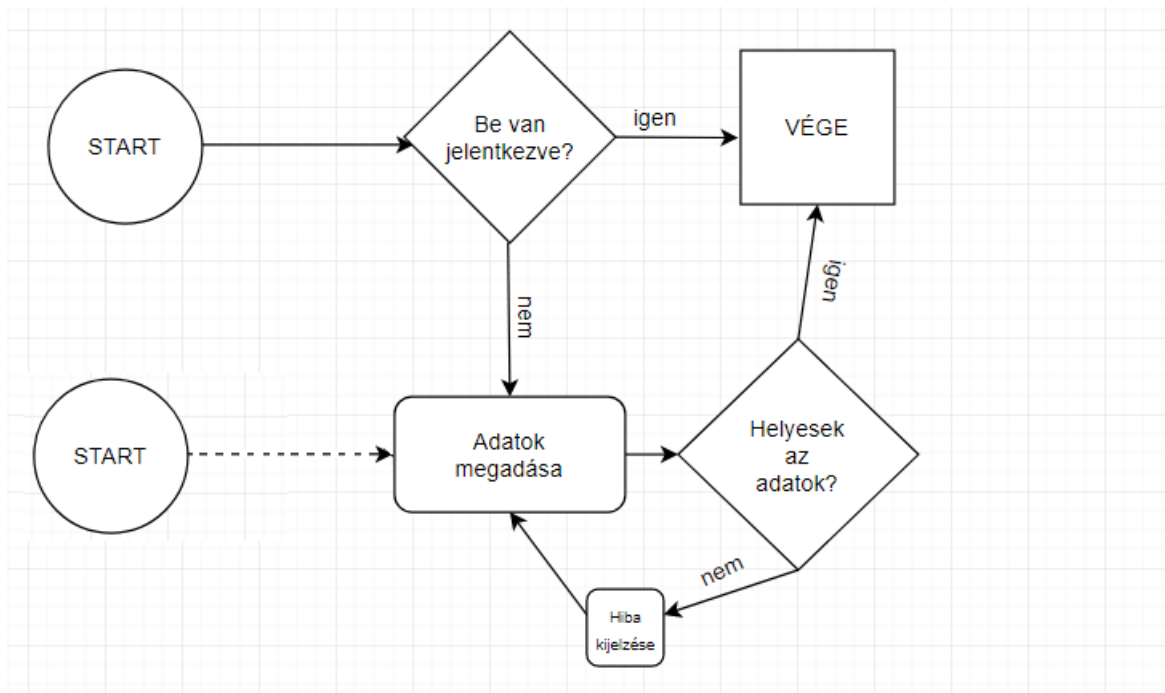 START
Be van
jelentkezve?
igen
VÉGE
nem
igen
START
Adatok
megadása
Helyesek
az
adatok?
nem
Hiba
kijelzése